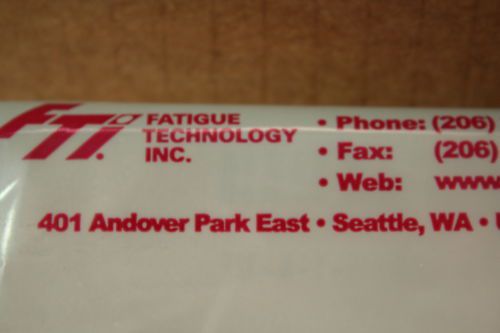 FTi. FATIGUE TECHNOLOGY INC.
• Phone: (206)
• Fax: (206)
• Web: www
401 Andover Park East • Seattle, WA •